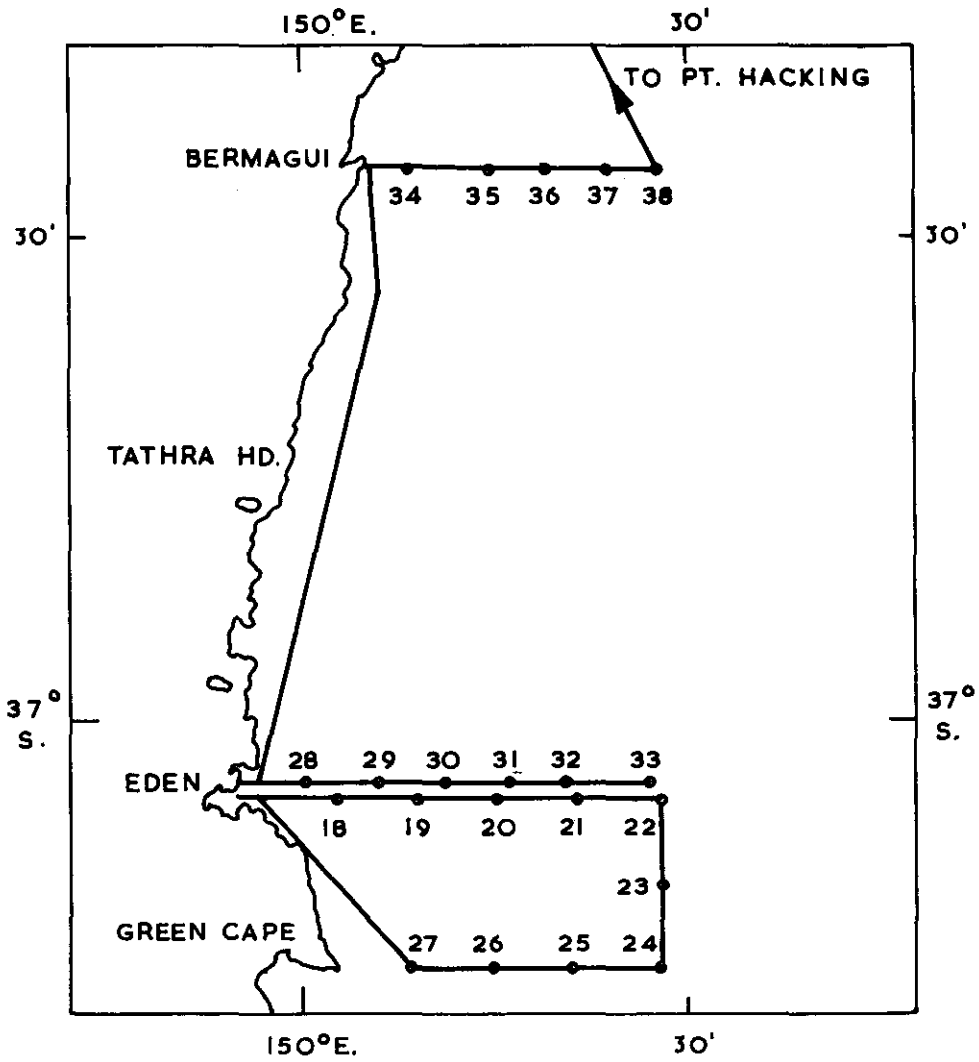 150°E. 30'
TO PT. HACKING
BERMAGUI
34 35 36 37 38
30' 30'
TATHRA HD.
37° S. 37° S.
28 29 30 31 32 33
EDEN
18 19 20 21 22
23
GREEN CAPE
27 26 25 24
150°E. 30'